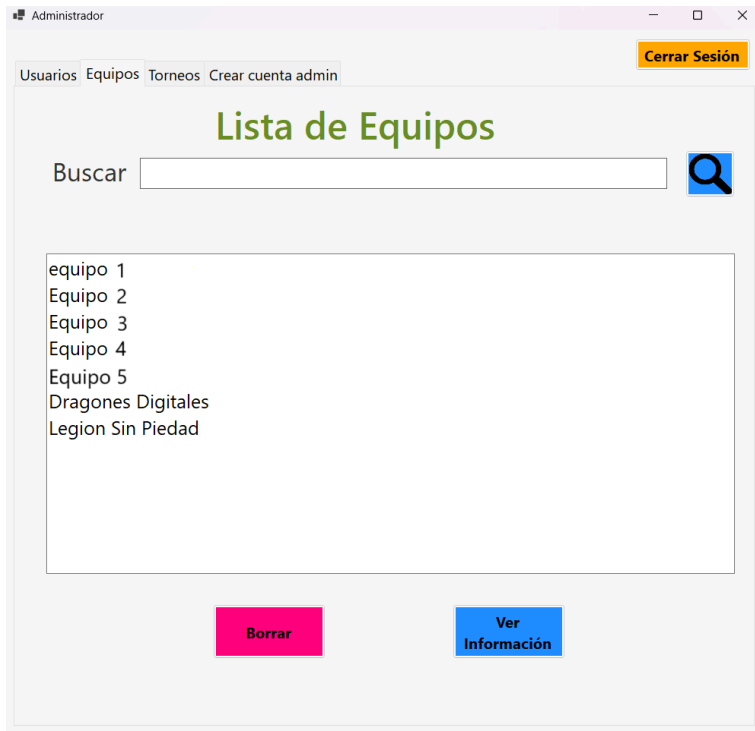 Administrador
Cerrar Sesión
Usuarios Equipos Torneos Crear cuenta admin
Lista de Equipos
Buscar
equipo 1
Equipo 2
Equipo 3
Equipo 4
Equipo 5
Dragones Digitales
Legion Sin Piedad
Borrar
Ver
Información